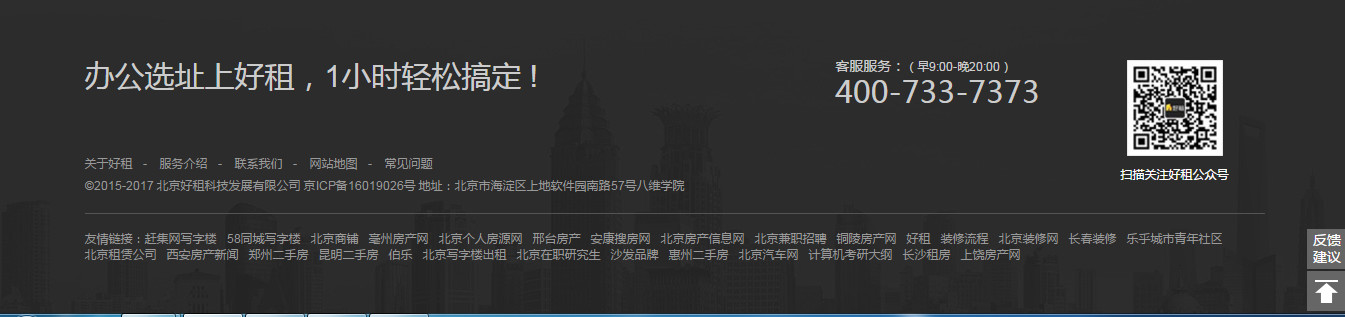 办公选址上好租，1小时轻松搞定！
客服服务：（早9:00-晚20:00）
400-733-7373
扫描关注好租公众号
关于好租 - 服务介绍 - 联系我们 - 网站地图 - 常见问题
©2015-2017 北京好租科技发展有限公司 京ICP备16019026号 地址：北京市海淀区上地软件园南路57号八维学院
友情链接：赶集网写字楼 58同城写字楼 北京商铺 亳州房产网 北京个人房源网 邢台房产 安康搜房网 北京房产信息网 北京兼职招聘 铜陵房产网 好租 装修流程 北京装修网 长春装修 乐乎城市青年社区
北京租赁公司 西安房产新闻 郑州二手房 昆明二手房 伯乐 北京写字楼出租 北京在职研究生 沙发品牌 惠州二手房 北京汽车网 计算机考研大纲 长沙租房 上饶房产网
反馈
建议